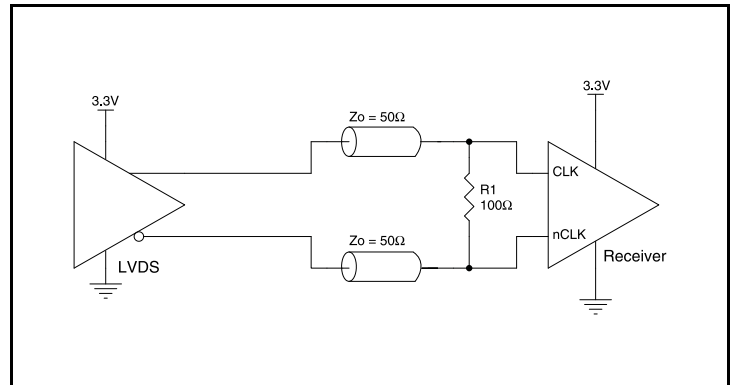 3.3V
3.3V
Zo = 50Ω
CLK
R1
100Ω
nCLK
Zo = 50Ω
Receiver
LVDS